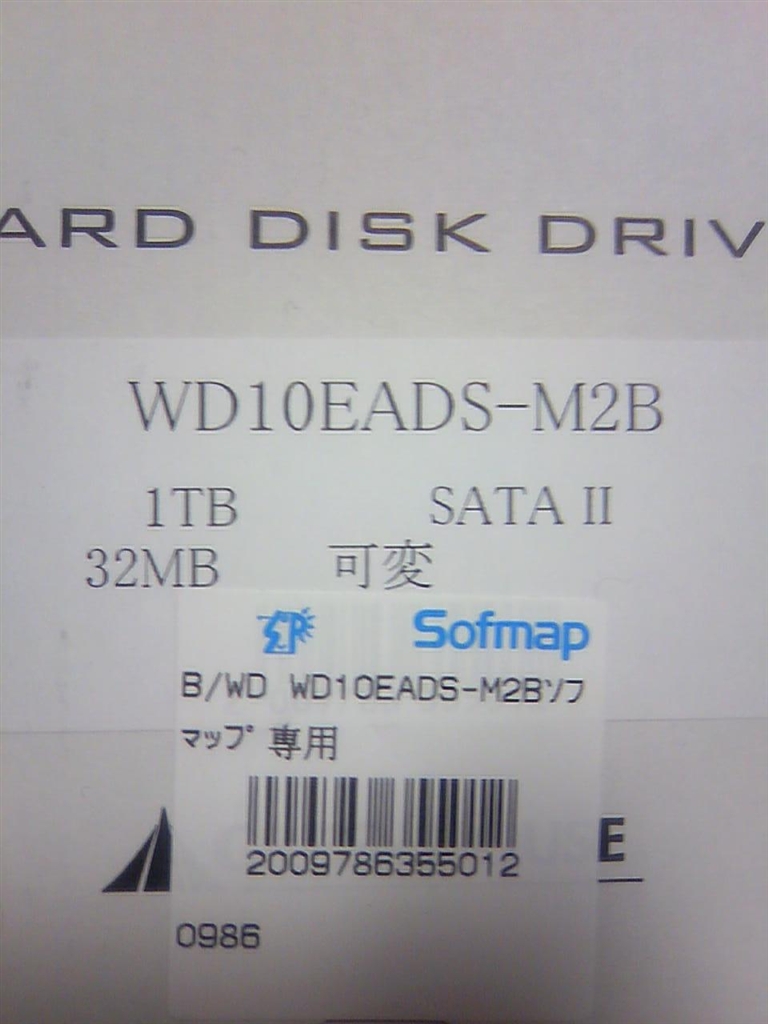 ARD DISK DRIV
WD10EADS-M2B
1TB SATA II
32MB 可変
Sofmap
B/WD WD10EADS-M2Bソフ
マップ 専用
2009786355012
0986